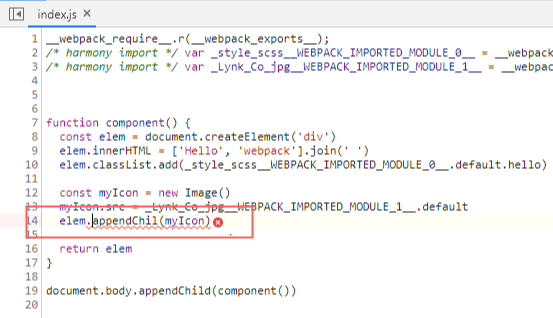 index.js ×
1 __webpack_require__.r(__webpack_exports__);
2 /* harmony import */ var _style_scss__WEBPACK_IMPORTED_MODULE_0__ = __webpack
3 /* harmony import */ var _Lynk_Co_jpg__WEBPACK_IMPORTED_MODULE_1__ = __webpac
4
5
6
7 function component() {
8 const elem = document.createElement('div')
9 elem.innerHTML = ['Hello', 'webpack'].join(' ')
10 elem.classList.add(_style_scss__WEBPACK_IMPORTED_MODULE_0__.default.hello)
11
12 const myIcon = new Image()
13 myIcon.src = _Lynk_Co_jpg__WEBPACK_IMPORTED_MODULE_1__.default
14 elem.appendChil(myIcon)
15
16 return elem
17 }
18
19 document.body.appendChild(component())
20